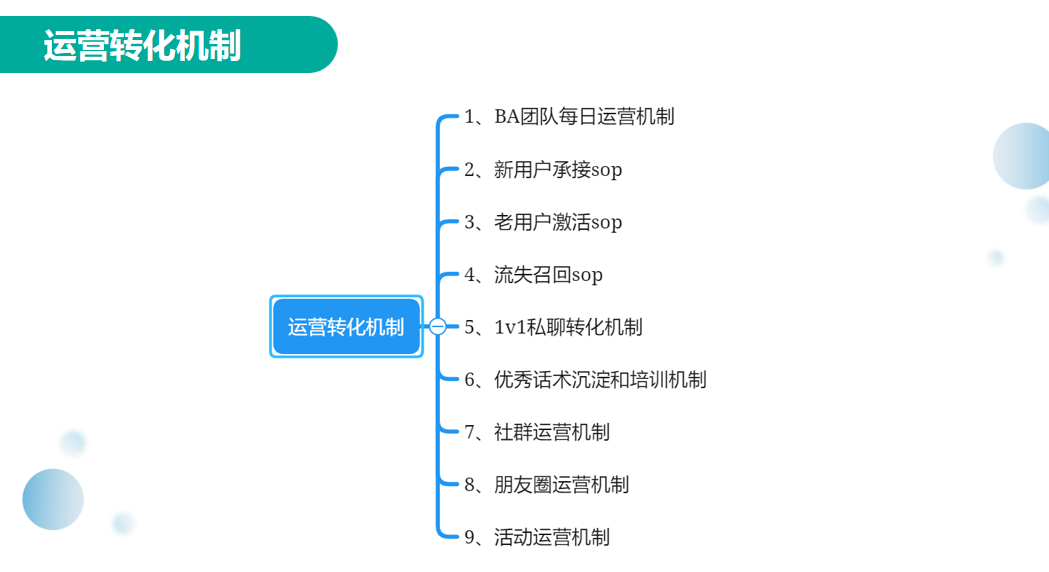 运营转化机制
1、BA团队每日运营机制
2、新用户承接sop
3、老用户激活sop
4、流失召回sop
运营转化机制
5、1v1私聊转化机制
6、优秀话术沉淀和培训机制
7、社群运营机制
8、朋友圈运营机制
9、活动运营机制